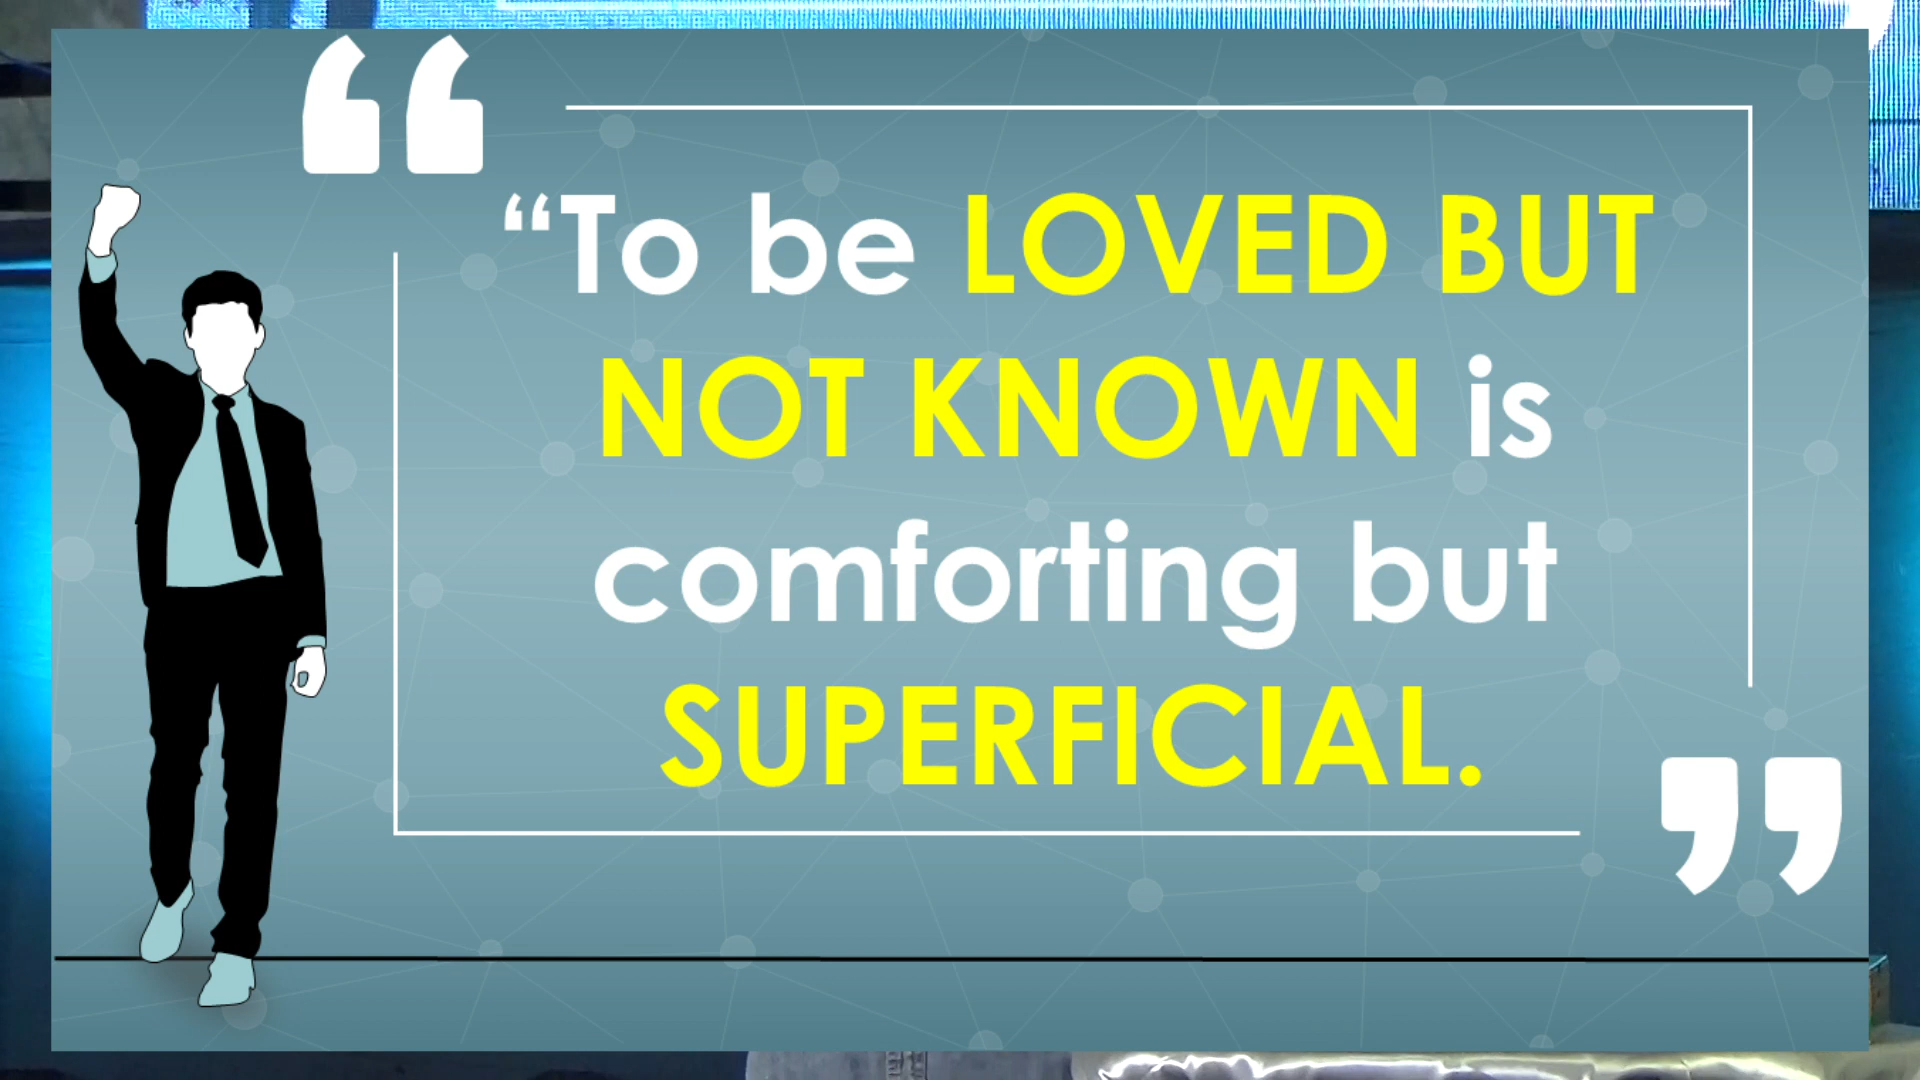 “To be LOVED BUT
NOT KNOWN is
comforting but
SUPERFICIAL.